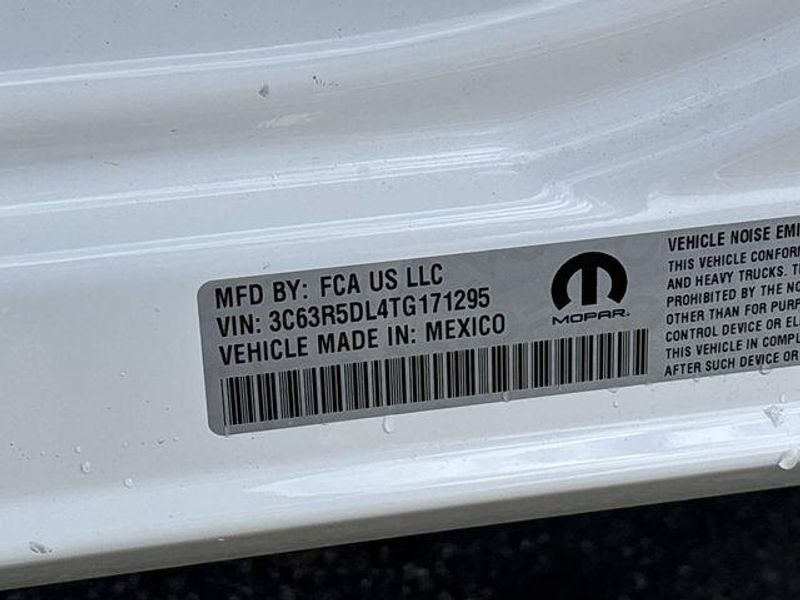 MFD BY: FCA US LLC
VIN: 3C63R5DL4TG171295
VEHICLE MADE IN: MEXICO
MOPAR
VEHICLE NOISE EMI
THIS VEHICLE CONFOR
AND HEAVY TRUCKS. T
PROHIBITED BY THE NO
OTHER THAN FOR PURP
CONTROL DEVICE OR EL
THIS VEHICLE IN COMPL
AFTER SUCH DEVICE OR